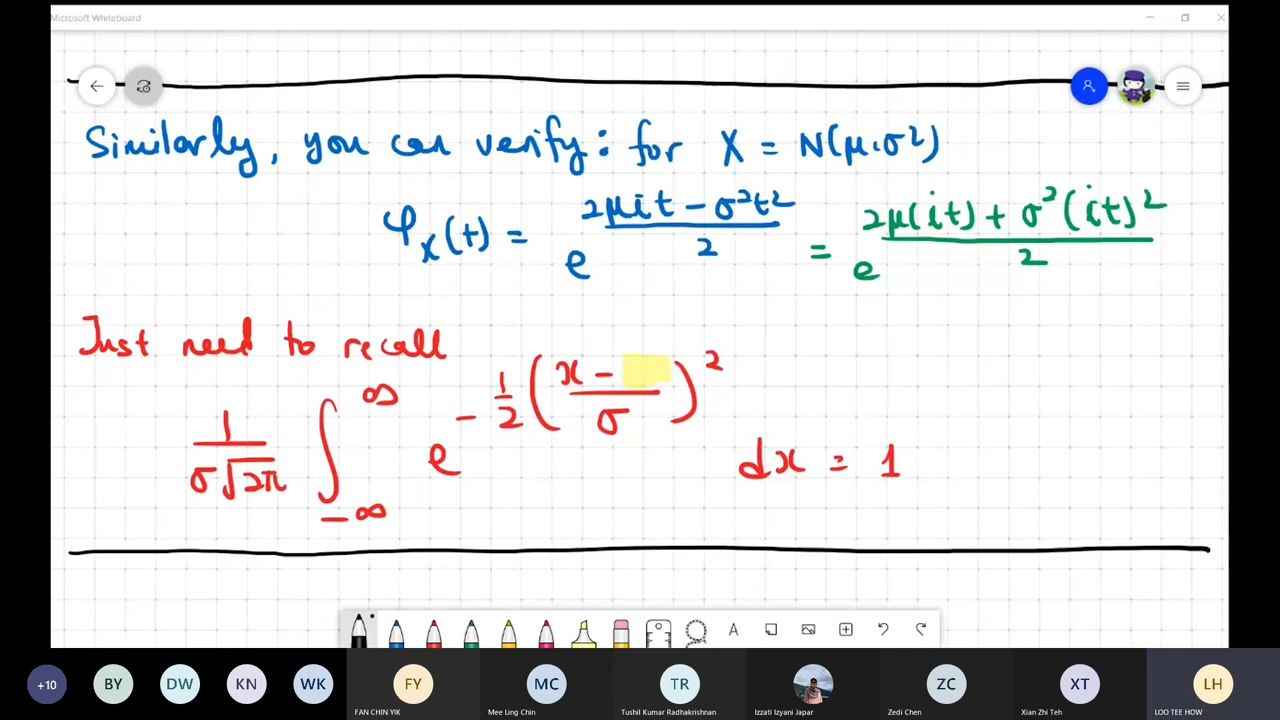 Microsoft Whiteboard
Similarly, you can verify: for X = N(μ.σ²)
φ_X(t) = e^{(2μit − σ²t²)/2} = e^{(2μ(it) + σ²(it)²)/2}
Just need to recall
1/(σ√2π) ∫_{−∞}^{∞} e^{−1/2((x − )/σ)²} dx = 1
A
+10 BY DW KN WK FY MC TR ZC XT LH
FAN CHIN YIK Mee Ling Chin Tushil Kumar Radhakrishnan Izzati Izyani Japar Zedi Chen Xian Zhi Teh LOO TEE HOW